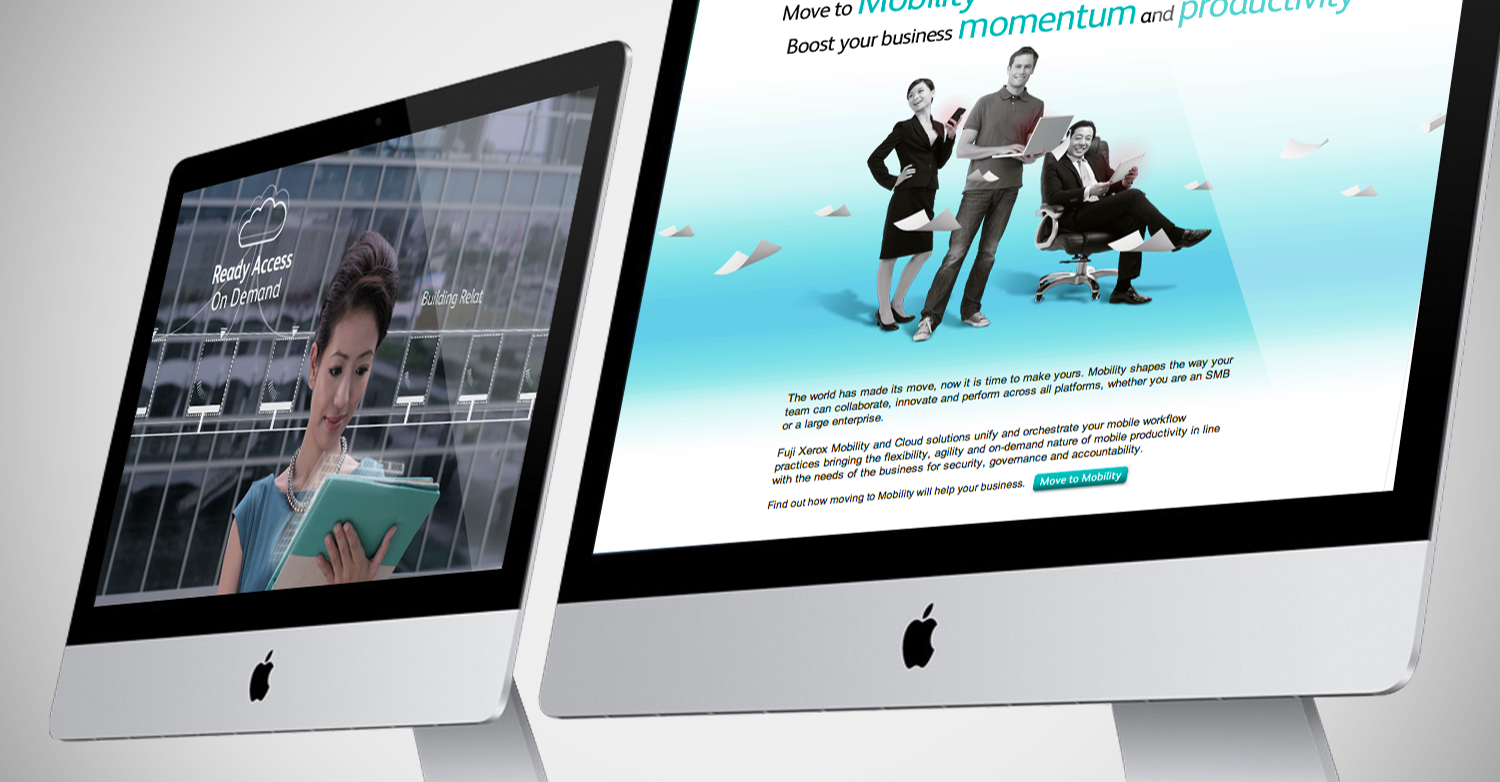 Ready Access
On Demand
Building Relat
Move to Mobility
Boost your business momentum and productivity
The world has made its move, now it is time to make yours. Mobility shapes the way your
team can collaborate, innovate and perform across all platforms, whether you are an SMB
or a large enterprise.
Fuji Xerox Mobility and Cloud solutions unify and orchestrate your mobile workflow
practices bringing the flexibility, agility and on-demand nature of mobile productivity in line
with the needs of the business for security, governance and accountability.
Find out how moving to Mobility will help your business. Move to Mobility